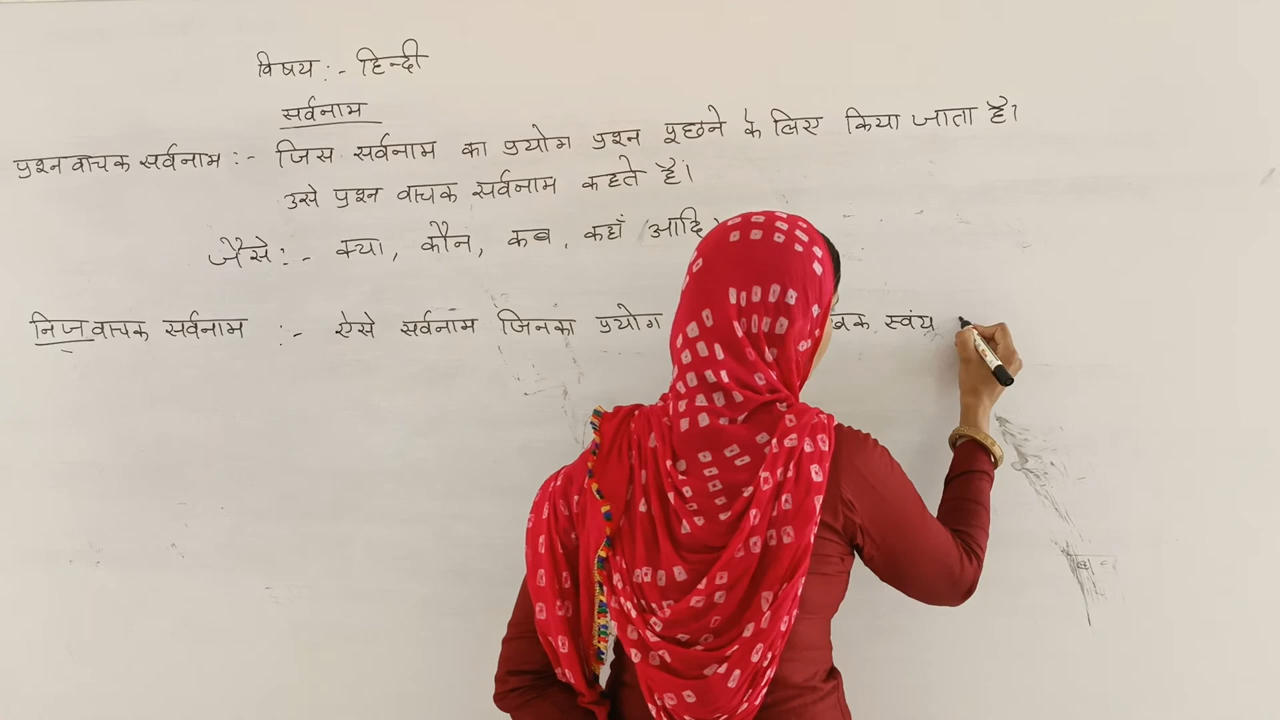 विषय :- हिन्दी
सर्वनाम
प्रश्न वाचक सर्वनाम :- जिस सर्वनाम का प्रयोग प्रश्न पूछने के लिए किया जाता है।
उसे प्रश्न वाचक सर्वनाम कहते हैं।
जैसे :- क्या, कौन, कब, कहाँ आदि
निजवाचक सर्वनाम :- ऐसे सर्वनाम जिनका प्रयोग स्वंय